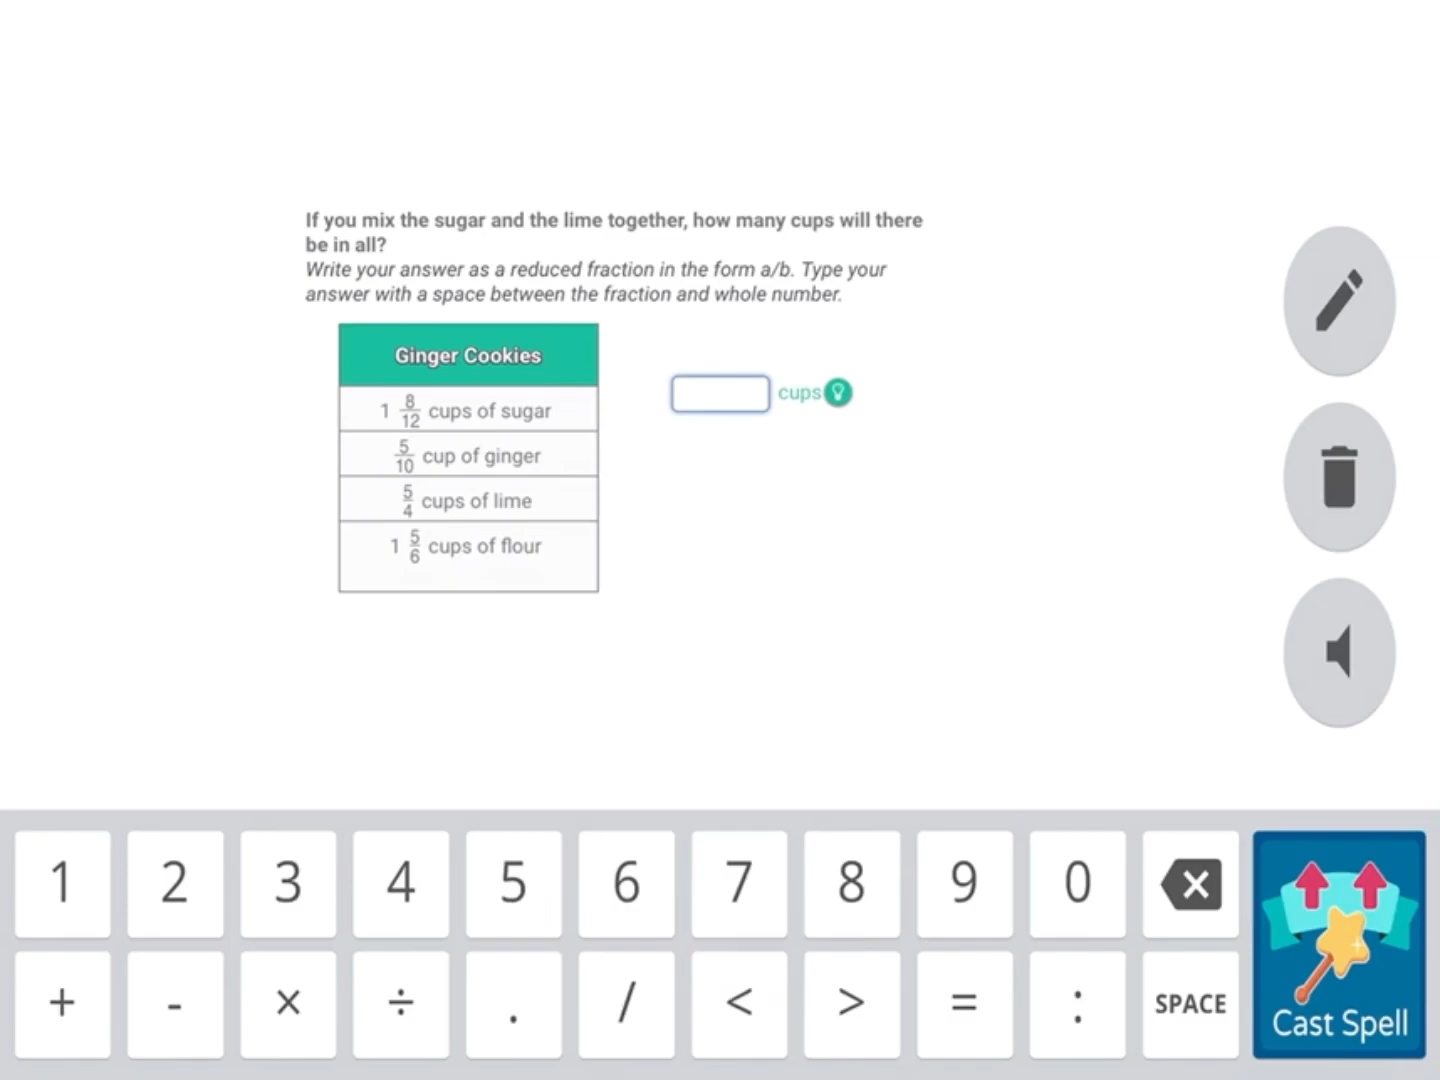 If you mix the sugar and the lime together, how many cups will there
be in all?
Write your answer as a reduced fraction in the form a/b. Type your
answer with a space between the fraction and whole number.
Ginger Cookies
1 8/12 cups of sugar
5/10 cup of ginger
5/4 cups of lime
1 5/6 cups of flour
cups
1 2 3 4 5 6 7 8 9 0
+ - × ÷ . / < > = : SPACE
Cast Spell